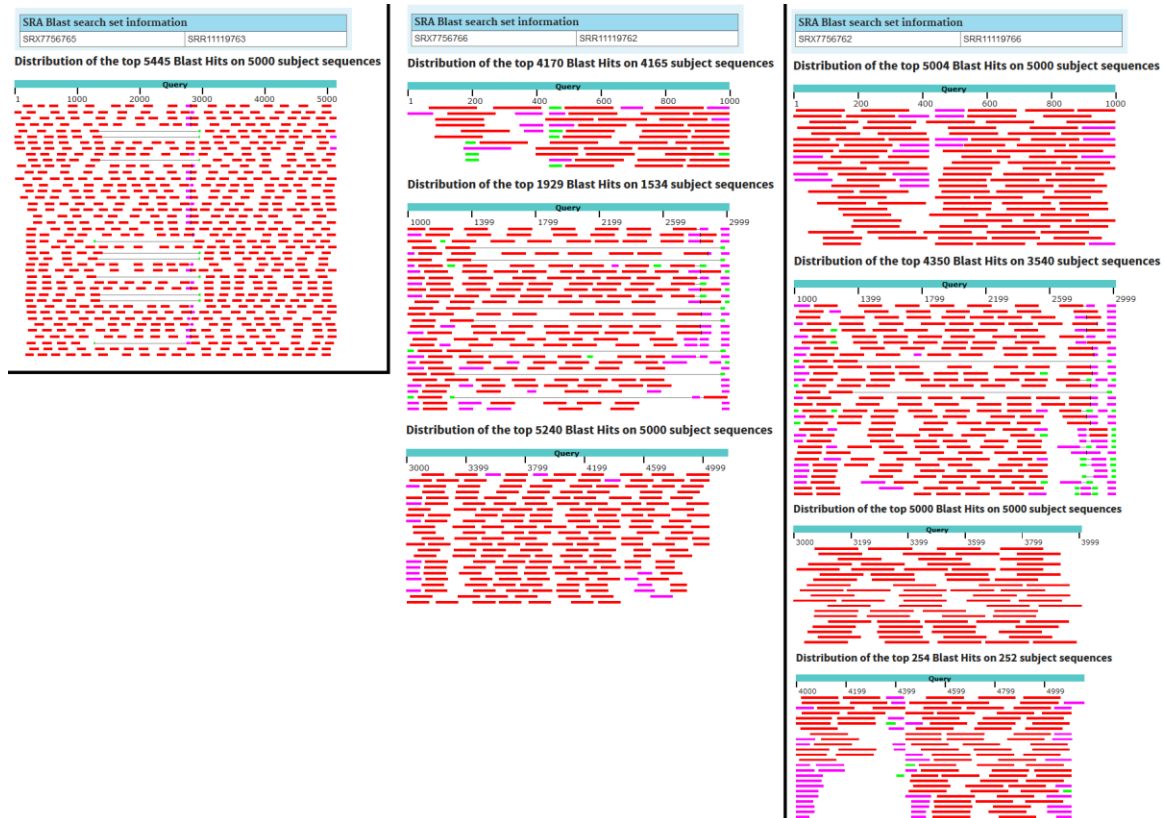 SRA Blast search set information
SRX7756765 SRR11119763
Distribution of the top 5445 Blast Hits on 5000 subject sequences
Query
1 1000 2000 3000 4000 5000
SRA Blast search set information
SRX7756766 SRR11119762
Distribution of the top 4170 Blast Hits on 4165 subject sequences
Query
1 200 400 600 800 1000
Distribution of the top 1929 Blast Hits on 1534 subject sequences
Query
1000 1399 1799 2199 2599 2999
Distribution of the top 5240 Blast Hits on 5000 subject sequences
Query
3000 3399 3799 4199 4599 4999
SRA Blast search set information
SRX7756762 SRR11119766
Distribution of the top 5004 Blast Hits on 5000 subject sequences
Query
1 200 400 600 800 1000
Distribution of the top 4350 Blast Hits on 3540 subject sequences
Query
1000 1399 1799 2199 2599 2999
Distribution of the top 5000 Blast Hits on 5000 subject sequences
Query
3000 3199 3399 3599 3799 3999
Distribution of the top 254 Blast Hits on 252 subject sequences
Query
4000 4199 4399 4599 4799 4999